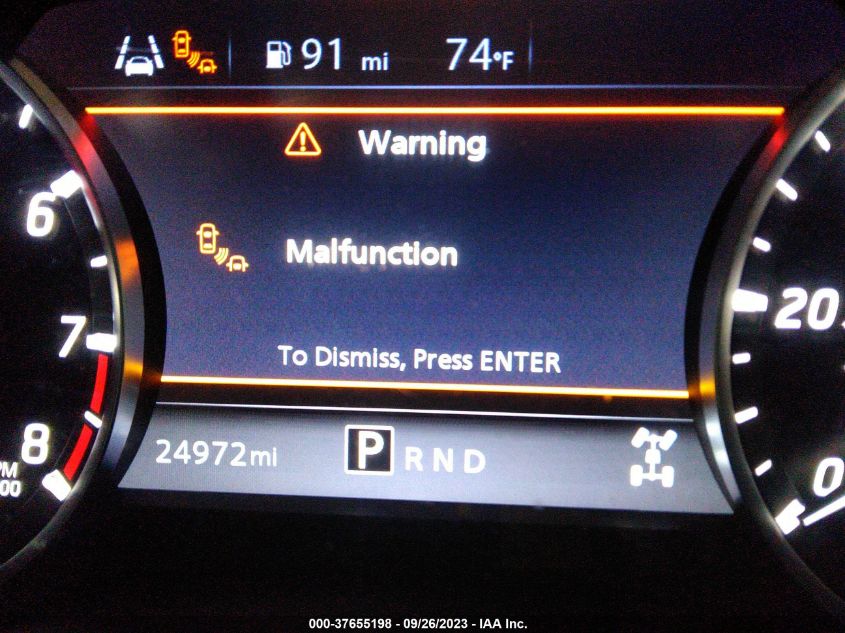 91 mi
74°F
Warning
Malfunction
To Dismiss, Press ENTER
24972mi
P R N D
6
7
8
20
0
000-37655198 - 09/26/2023 - IAA Inc.